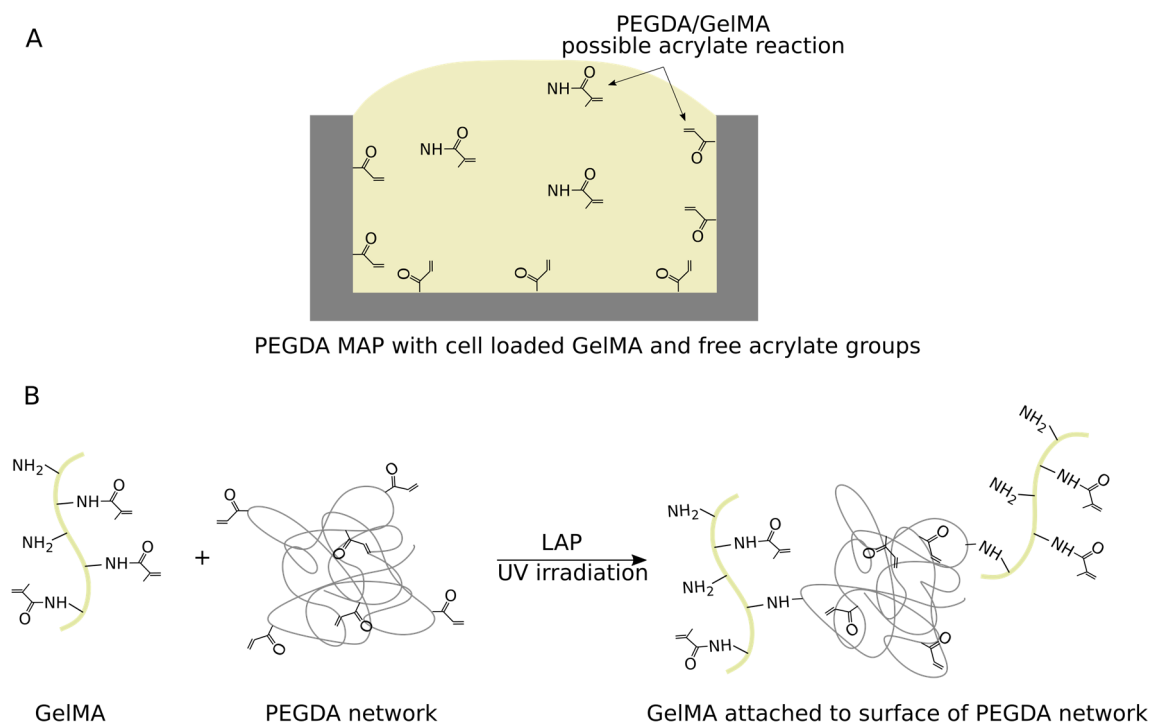 A
PEGDA/GelMA
possible acrylate reaction
O
NH
O
NH
O
O
O
NH
O
O
O
O
O
O
PEGDA MAP with cell loaded GelMA and free acrylate groups
B
NH2
O
NH
NH2
O
NH
NH
O
+
O
O
O
O
O
O
LAP
UV irradiation
NH2
O
NH
NH2
NH
NH
O
O
O
O
O
NH2
NH
O
NH2
NH
O
NH
GelMA
PEGDA network
GelMA attached to surface of PEGDA network